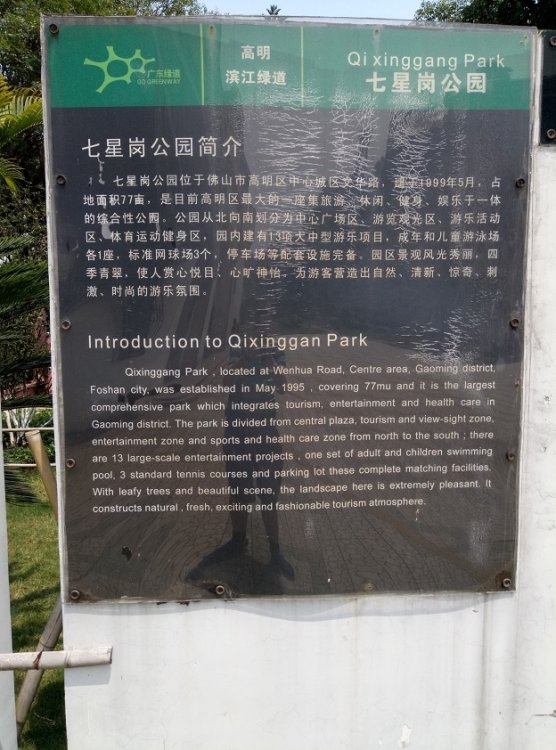 广东绿道
GD GREENWAY
高明
滨江绿道
Qixinggang Park
七星岗公园
七星岗公园简介
七星岗公园位于佛山市高明区中心城区文华路，建于1999年5月，占
地面积77亩，是目前高明区最大的一座集旅游、休闲、健身、娱乐于一体
的综合性公园。公园从北向南划分为中心广场区、游览观光区、游乐活动
区、体育运动健身区，园内建有13项大中型游乐项目，成年和儿童游泳场
各1座，标准网球场3个，停车场等配套设施完备。园区景观风光秀丽，四
季青翠，使人赏心悦目、心旷神怡。为游客营造出自然、清新、惊奇、刺
激、时尚的游乐氛围。
Introduction to Qixinggan Park
Qixinggang Park , located at Wenhua Road, Centre area, Gaoming district,
Foshan city, was established in May 1995 , covering 77mu and it is the largest
comprehensive park which integrates tourism, entertainment and health care in
Gaoming district. The park is divided from central plaza, tourism and view-sight zone,
entertainment zone and sports and health care zone from north to the south ; there
are 13 large-scale entertainment projects , one set of adult and children swimming
pool, 3 standard tennis courses and parking lot these complete matching facilities.
With leafy trees and beautiful scene, the landscape here is extremely pleasant. It
constructs natural , fresh, exciting and fashionable tourism atmosphere.